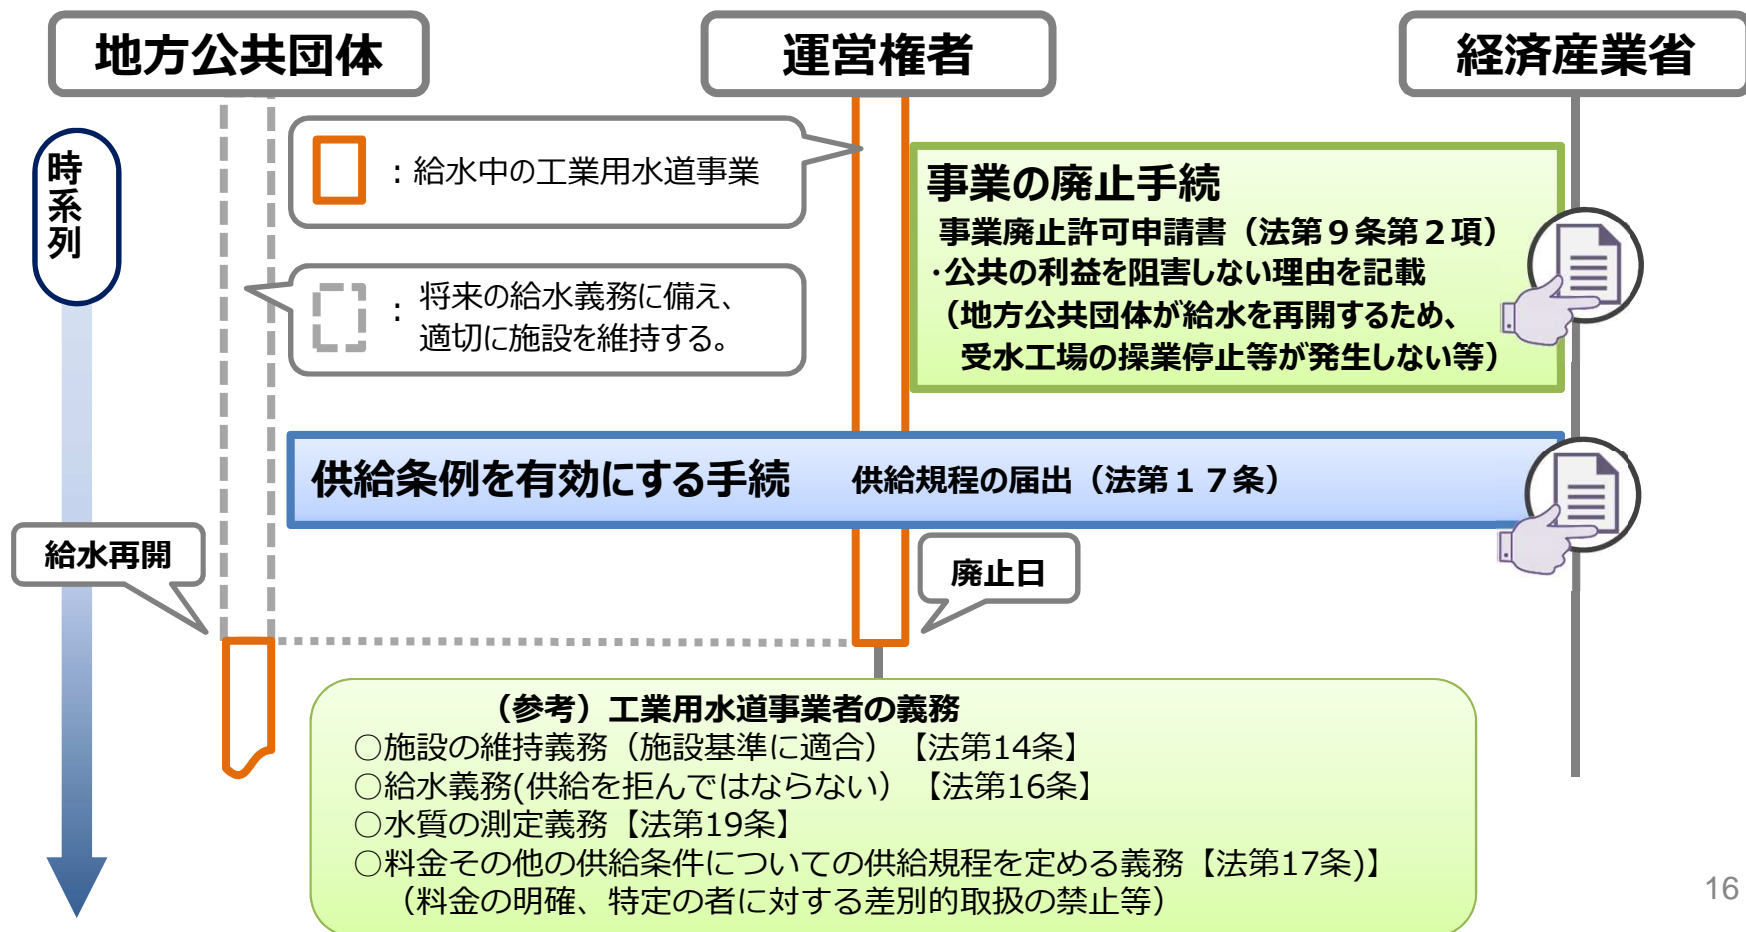 地方公共団体
運営権者
経済産業省
時系列
：給水中の工業用水道事業
： 将来の給水義務に備え、
適切に施設を維持する。
事業の廃止手続
事業廃止許可申請書（法第９条第２項）
・公共の利益を阻害しない理由を記載
（地方公共団体が給水を再開するため、
受水工場の操業停止等が発生しない等）
供給条例を有効にする手続　供給規程の届出（法第１７条）
給水再開
廃止日
（参考）工業用水道事業者の義務
○施設の維持義務（施設基準に適合）【法第14条】
○給水義務(供給を拒んではならない）【法第16条】
○水質の測定義務【法第19条】
○料金その他の供給条件についての供給規程を定める義務【法第17条)】
（料金の明確、特定の者に対する差別的取扱の禁止等）
16